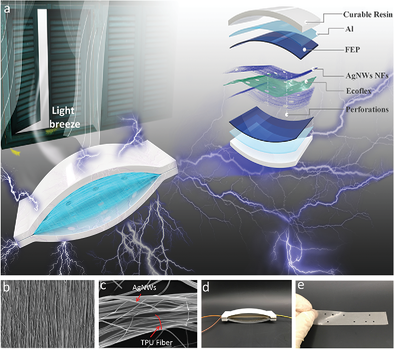 a
Curable Resin
Al
FEP
AgNWs NFs
Ecoflex
Perforations
Light
breeze
b
c
AgNWs
TPU Fiber
d
e